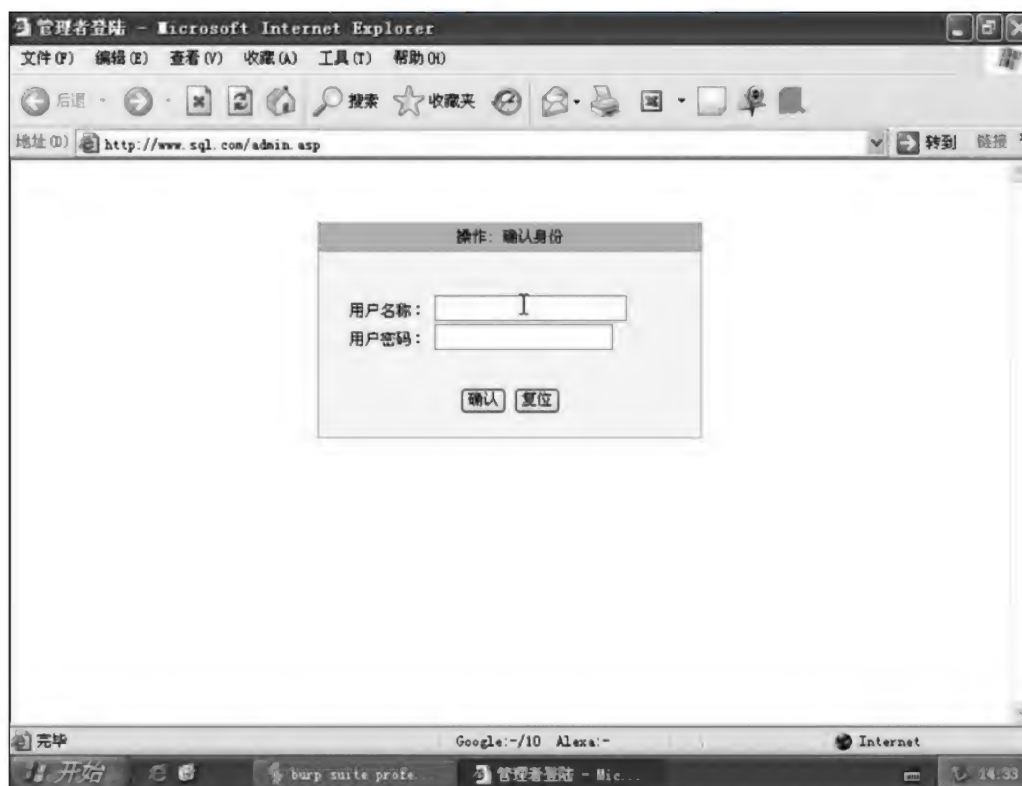 管理者登陆 - Microsoft Internet Explorer
文件(F) 编辑(E) 查看(V) 收藏(A) 工具(T) 帮助(H)
后退 搜索 收藏夹
地址(D) http://www.sql.com/admin.asp 转到 链接
操作: 确认身份
用户名称:
用户密码:
确认 复位
完毕 Google:-/10 Alexa:- Internet
开始 burp suite profe... 管理者登陆 - Mic... 14:33